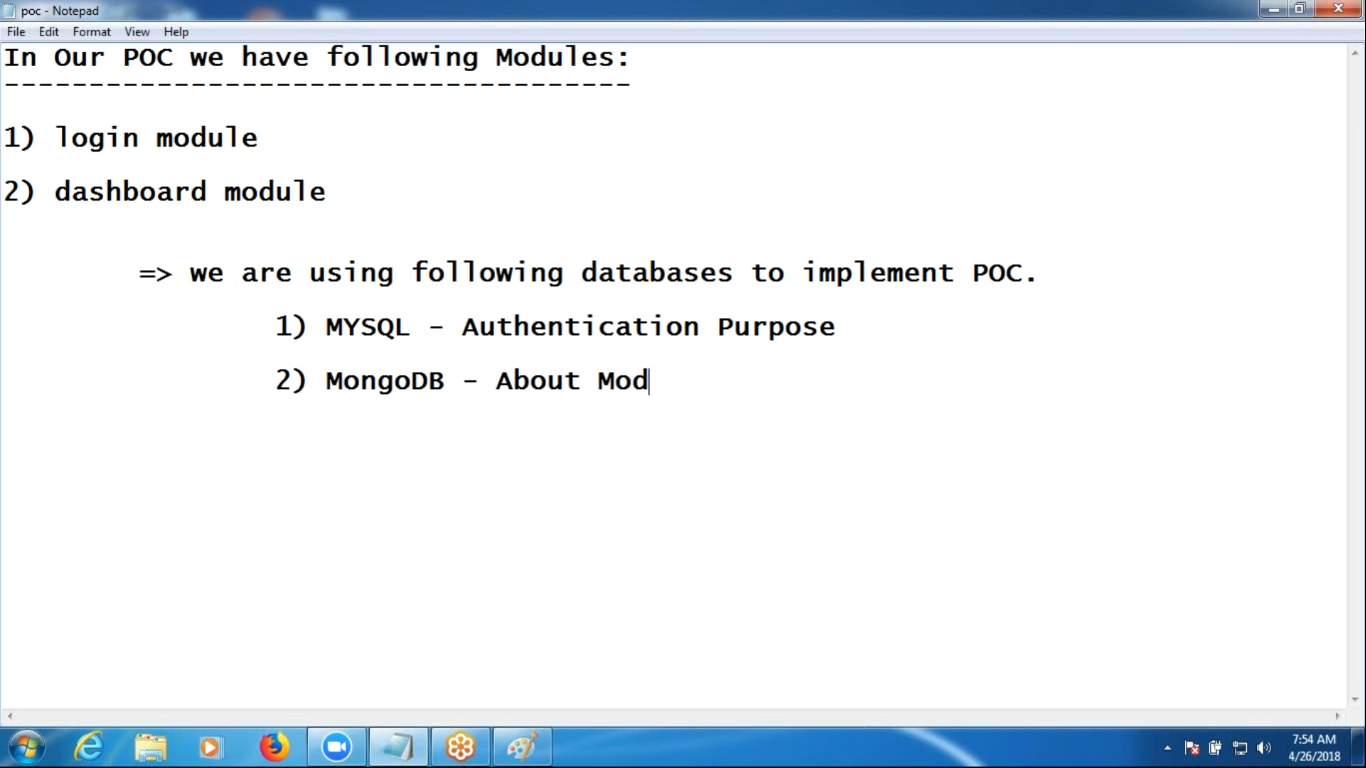 poc - Notepad
File Edit Format View Help
In Our POC we have following Modules:
-------------------------------------
1) login module
2) dashboard module
=> we are using following databases to implement POC.
1) MYSQL - Authentication Purpose
2) MongoDB - About Mod
7:54 AM
4/26/2018